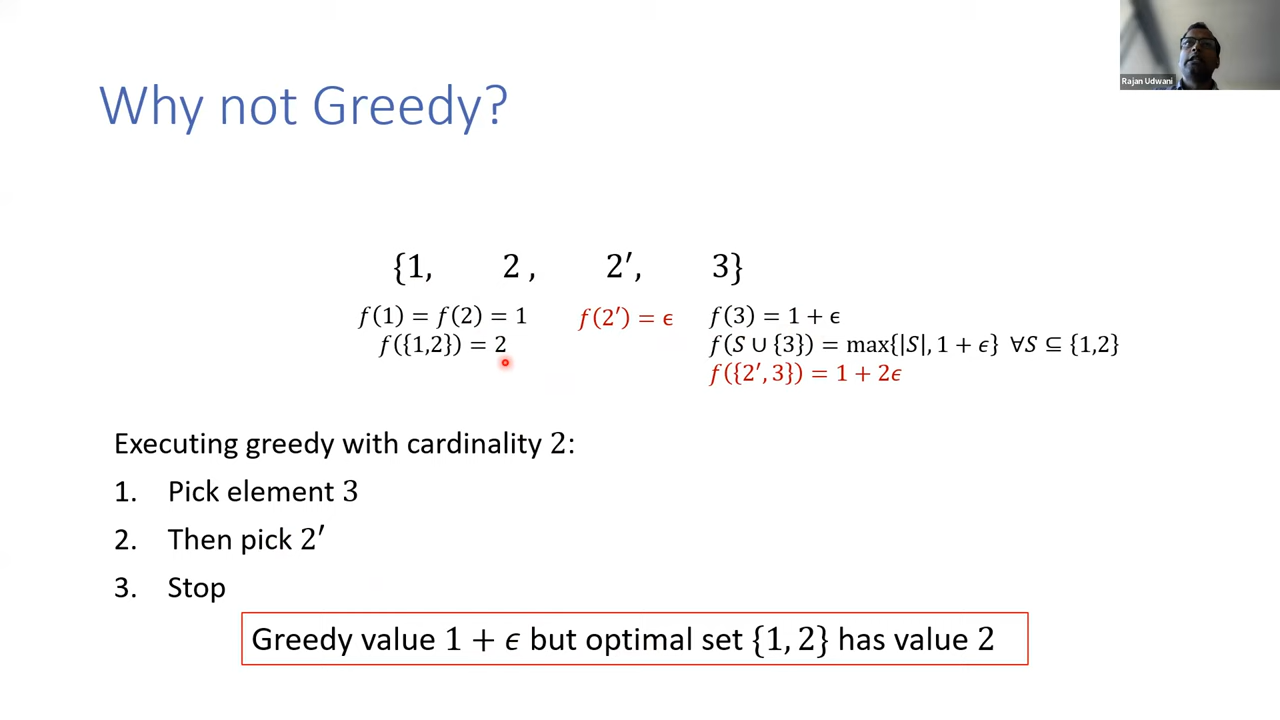 Rajan Udwani
Why not Greedy?
{1, 2 , 2′, 3}
f(1) = f(2) = 1
f({1,2}) = 2
f(2′) = ϵ
f(3) = 1 + ϵ
f(S ∪ {3}) = max{|S|, 1 + ϵ} ∀S ⊆ {1,2}
f({2′, 3}) = 1 + 2ϵ
Executing greedy with cardinality 2:
1. Pick element 3
2. Then pick 2′
3. Stop
Greedy value 1 + ϵ but optimal set {1, 2} has value 2